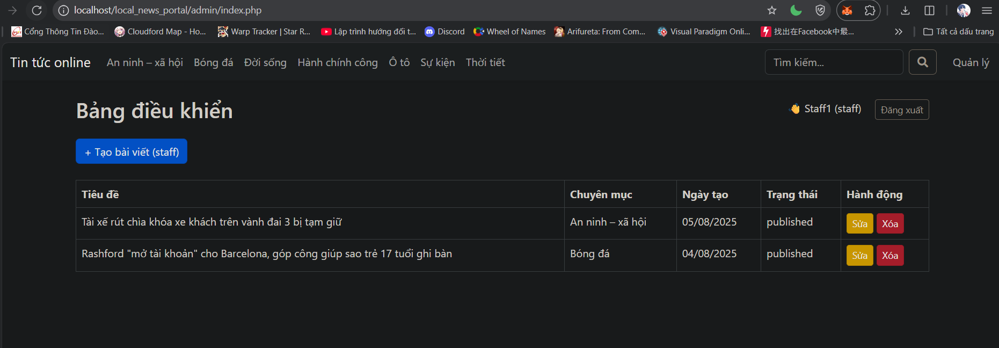 localhost/local_news_portal/admin/index.php
Cổng Thông Tin Đào... Cloudford Map - Ho... Warp Tracker | Star R... Lập trình hướng đối t... Discord Wheel of Names Arifureta: From Com... Visual Paradigm Onli... 找出在Facebook中最... Tất cả dấu trang
Tin tức online An ninh – xã hội Bóng đá Đời sống Hành chính công Ô tô Sự kiện Thời tiết Tìm kiếm... Quản lý
Bảng điều khiển Staff1 (staff) Đăng xuất
+ Tạo bài viết (staff)
Tiêu đề Chuyên mục Ngày tạo Trạng thái Hành động
Tài xế rút chìa khóa xe khách trên vành đai 3 bị tạm giữ An ninh – xã hội 05/08/2025 published Sửa Xóa
Rashford "mở tài khoản" cho Barcelona, góp công giúp sao trẻ 17 tuổi ghi bàn Bóng đá 04/08/2025 published Sửa Xóa